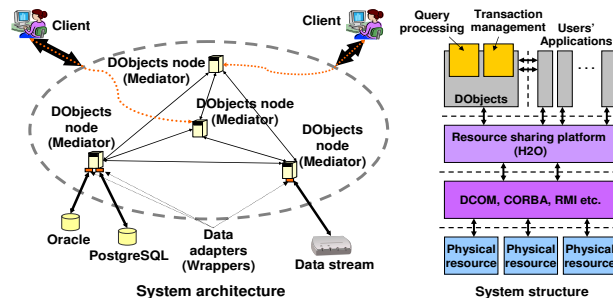 Client
Client
DObjects node
(Mediator)
DObjects node
(Mediator)
DObjects
node
(Mediator)
DObjects
node
(Mediator)
Oracle
PostgreSQL
Data
adapters
(Wrappers)
Data stream
System architecture
Query
processing
Transaction
management
Users'
Applications
DObjects
. . .
Resource sharing platform
(H2O)
DCOM, CORBA, RMI etc.
Physical
resource
Physical
resource
Physical
resource
System structure